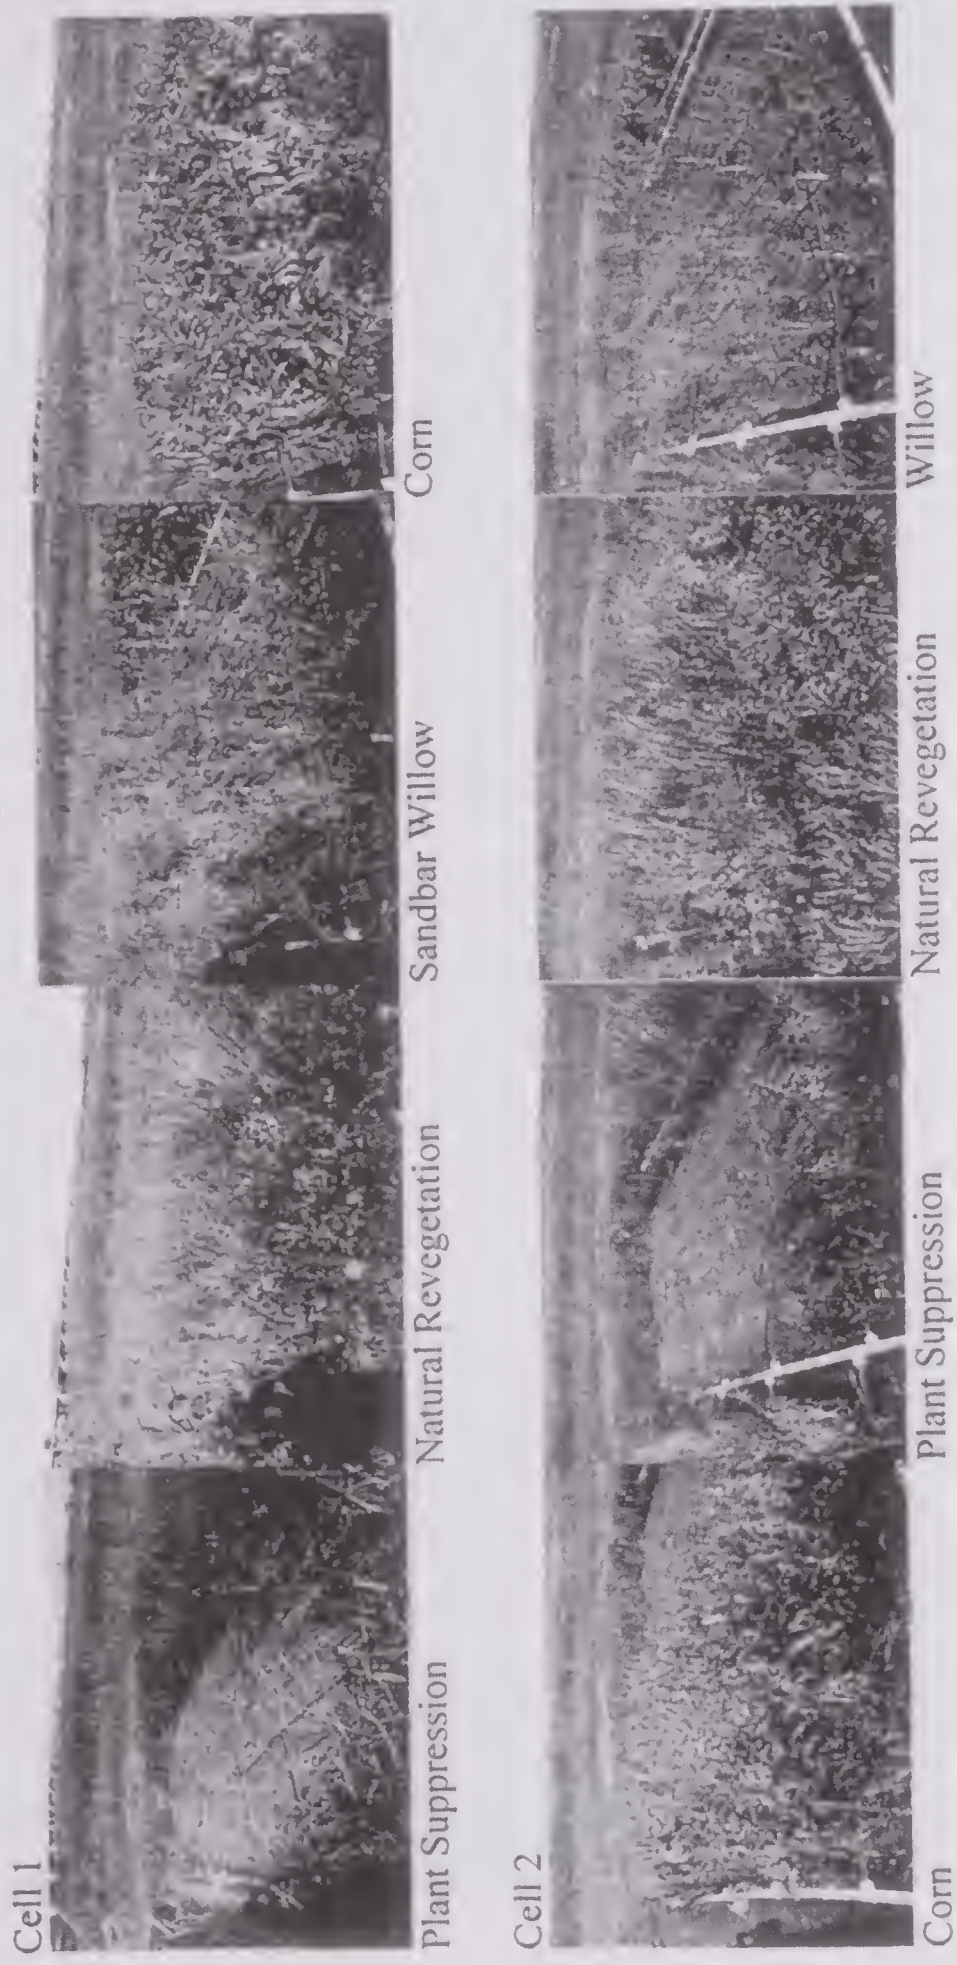 Cell 1
Plant Suppression
Natural Revegetation
Sandbar Willow
Corn
Cell 2
Corn
Plant Suppression
Natural Revegetation
Willow